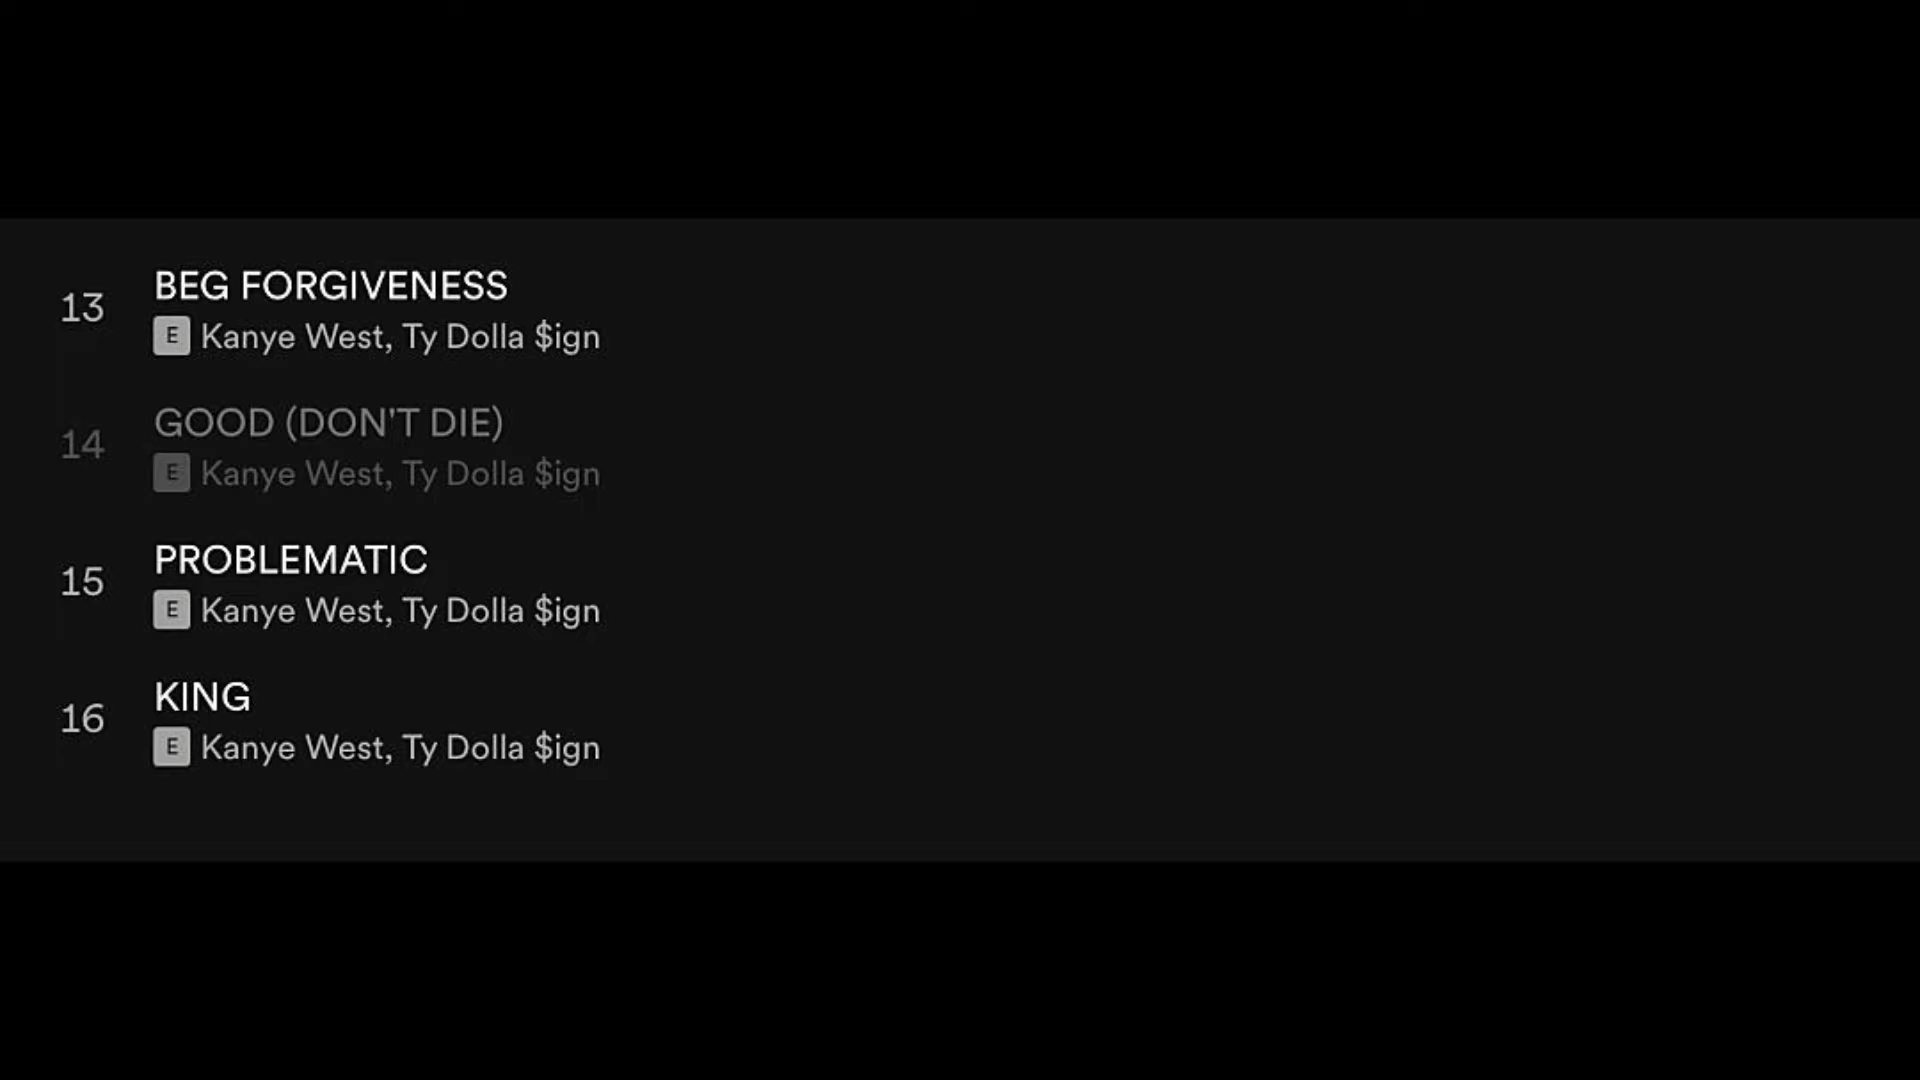 13
BEG FORGIVENESS
E Kanye West, Ty Dolla $ign
14
GOOD (DON'T DIE)
E Kanye West, Ty Dolla $ign
15
PROBLEMATIC
E Kanye West, Ty Dolla $ign
16
KING
E Kanye West, Ty Dolla $ign